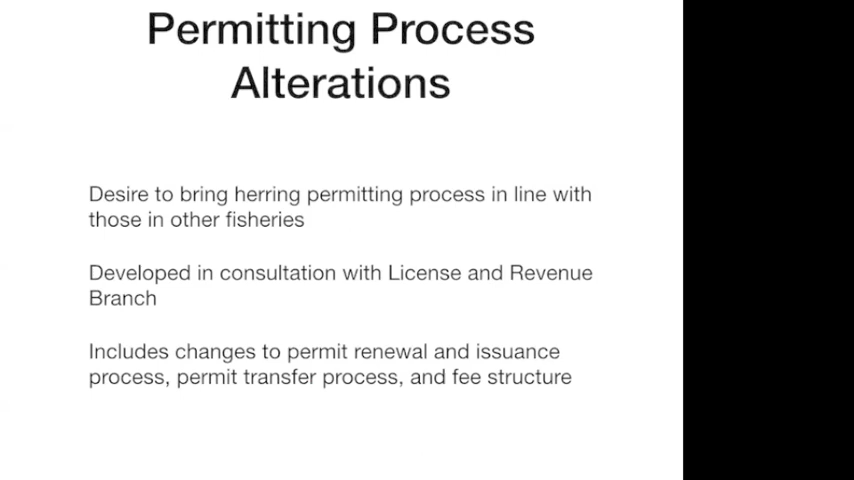 Permitting Process
Alterations
Desire to bring herring permitting process in line with
those in other fisheries
Developed in consultation with License and Revenue
Branch
Includes changes to permit renewal and issuance
process, permit transfer process, and fee structure